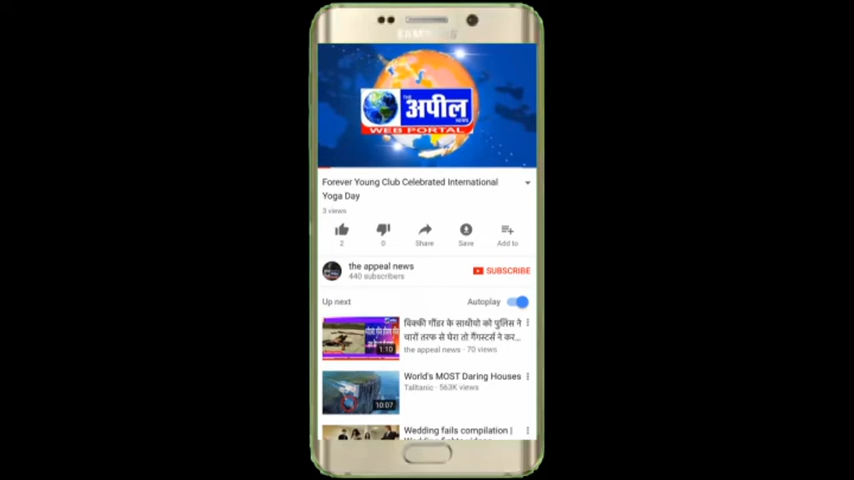 SAMSUNG
THE
अपील
NEWS
WEB PORTAL
Forever Young Club Celebrated International
Yoga Day
3 views
2
0
Share
Save
Add to
the appeal news
440 subscribers
SUBSCRIBE
Up next
Autoplay
विक्की गौंडर के साथीयो को पुलिस ने
चारों तरफ से घेरा तो गैंगस्टर्स ने कर...
the appeal news · 70 views
1:10
World's MOST Daring Houses
Talltanic · 563K views
10:07
Wedding fails compilation |